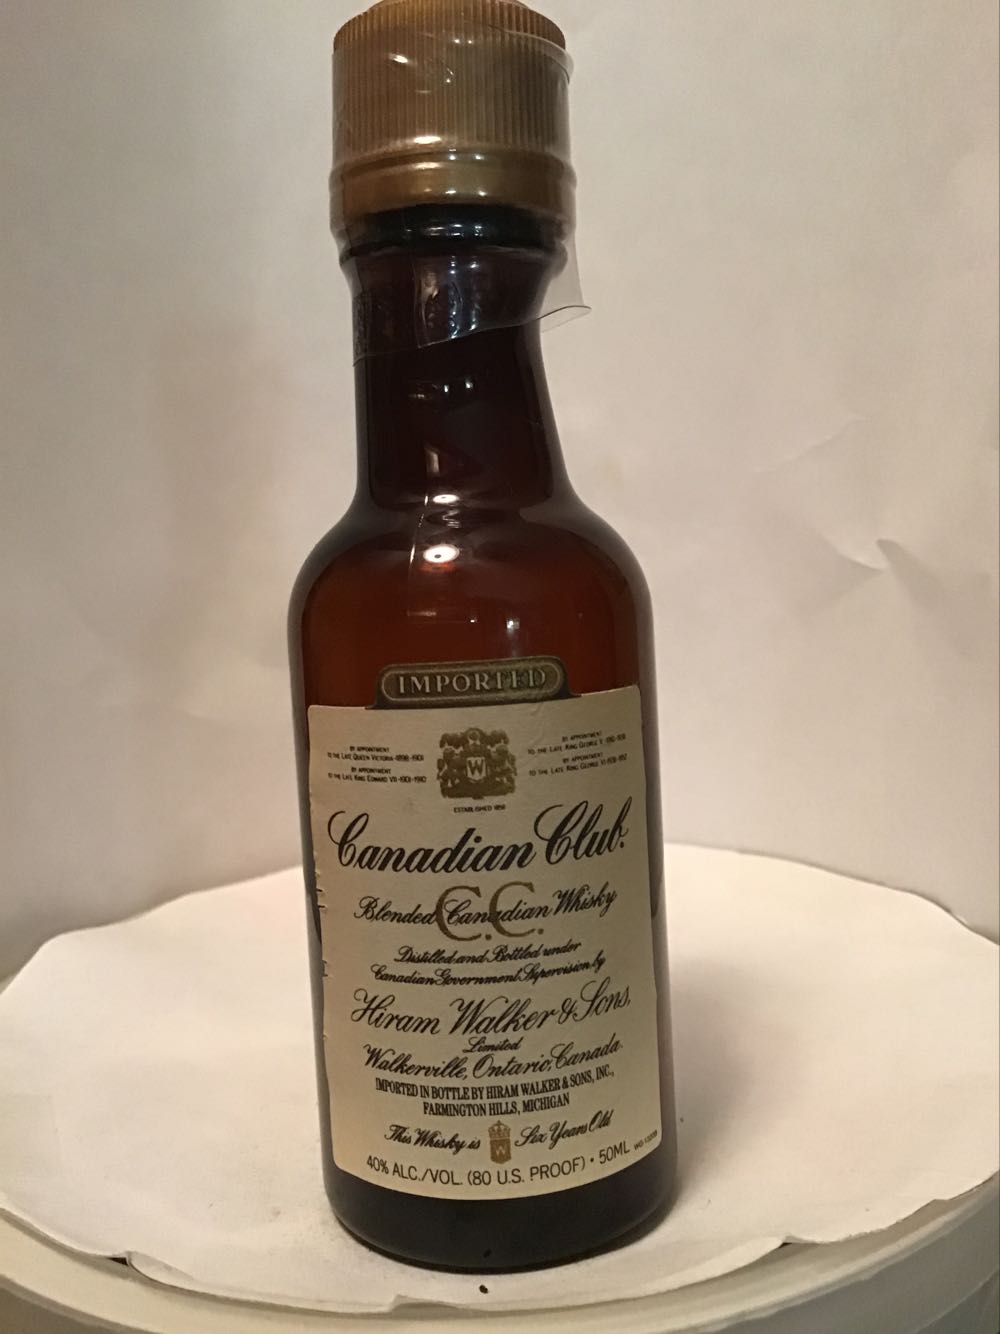 IMPORTED
BY APPOINTMENT
TO THE LATE QUEEN VICTORIA-1898-1901
BY APPOINTMENT
TO THE LATE KING EDWARD VII-1901-1910
BY APPOINTMENT
TO THE LATE KING GEORGE V
BY APPOINTMENT
TO THE LATE KING GEORGE VI
W
ESTABLISHED 1858
Canadian Club.
C.C.
Blended Canadian Whisky
Distilled and Bottled under
Canadian Government Supervision by
Hiram Walker & Sons,
Limited
Walkerville, Ontario, Canada.
IMPORTED IN BOTTLE BY HIRAM WALKER & SONS, INC.,
FARMINGTON HILLS, MICHIGAN
This Whisky is W Six Years Old
40% ALC./VOL. (80 U.S. PROOF) • 50ML